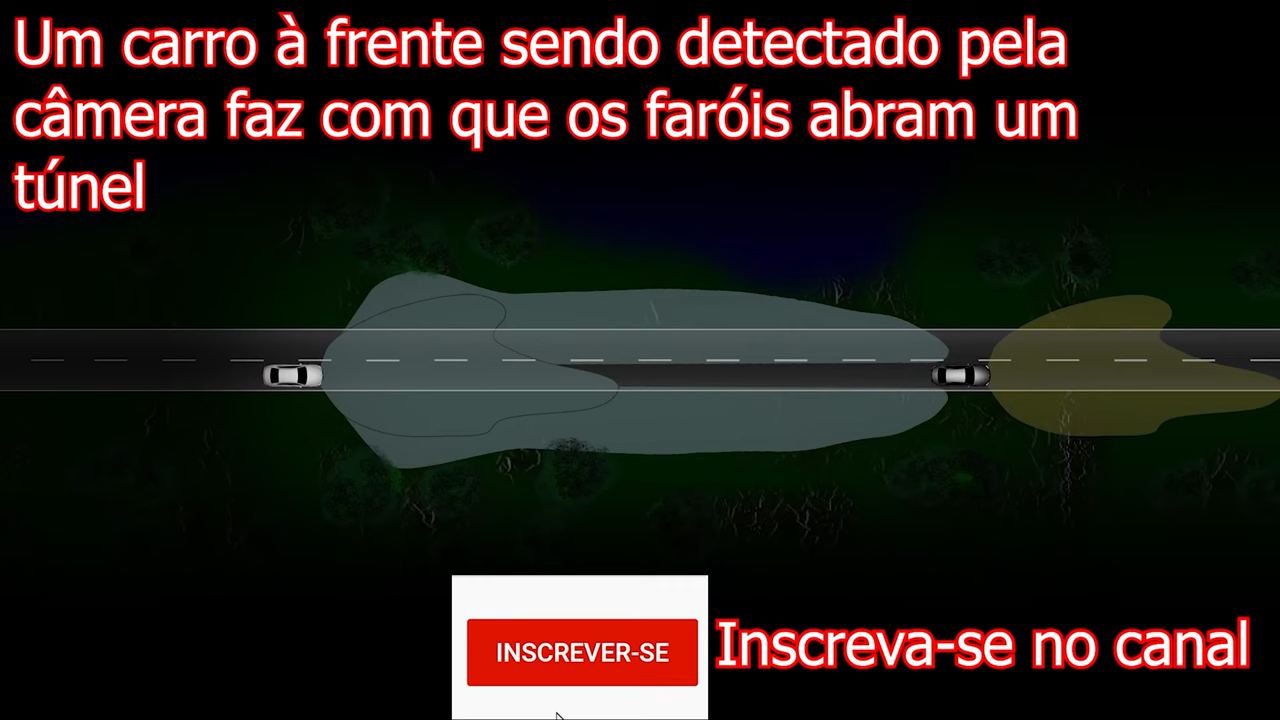 Um carro à frente sendo detectado pela
câmera faz com que os faróis abram um
túnel
INSCREVER-SE
Inscreva-se no canal